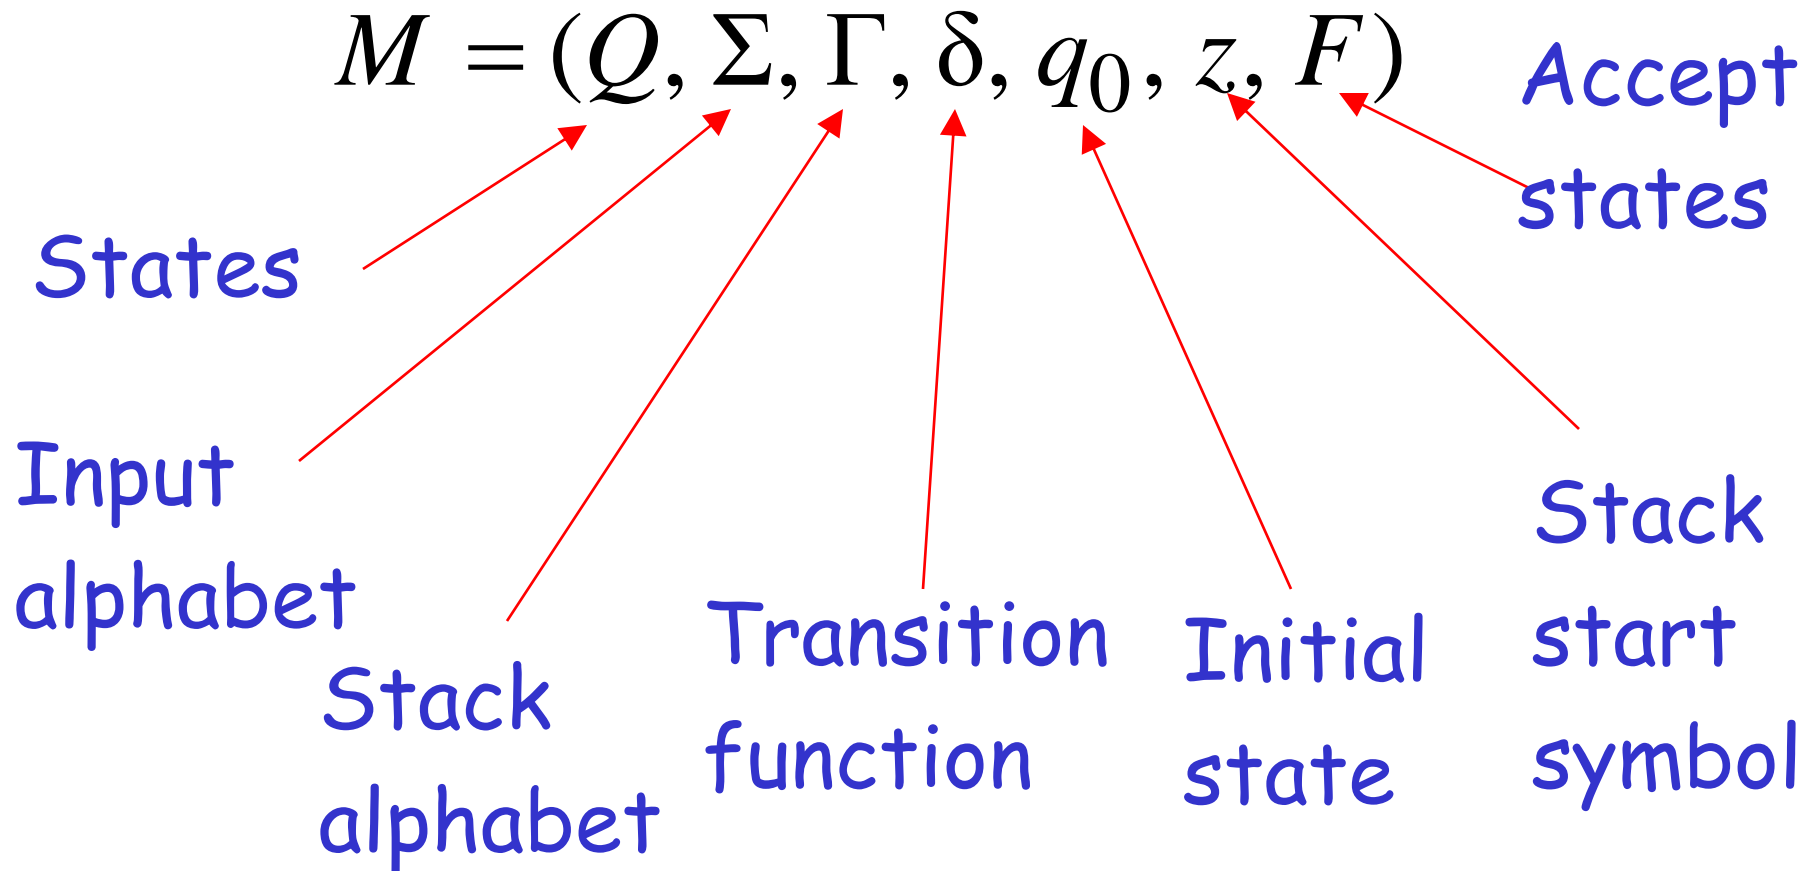 M = (Q, Σ, Γ, δ, q₀, z, F)
Accept
states
States
Input
alphabet
Stack
alphabet
Transition
function
Initial
state
Stack
start
symbol